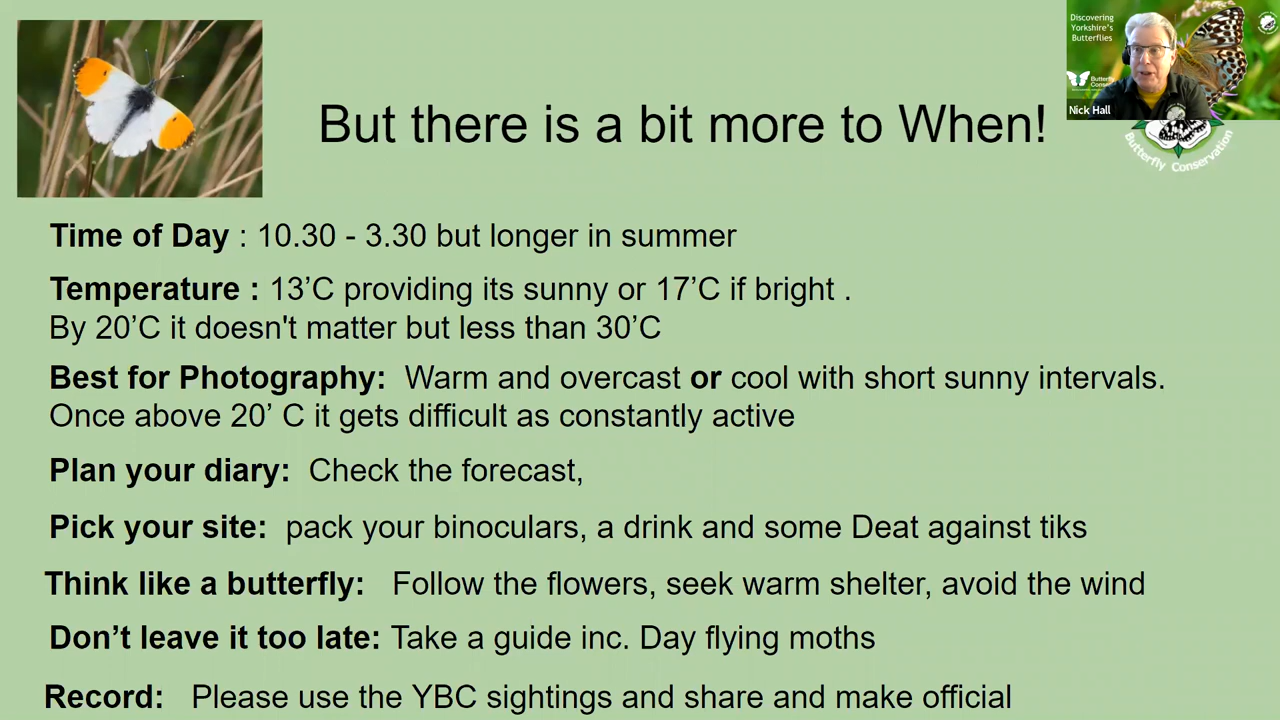 Discovering
Yorkshire's
Butterflies
Butterfly
Nick Hall
Butterfly Conservation
But there is a bit more to When!
Time of Day : 10.30 - 3.30 but longer in summer
Temperature : 13’C providing its sunny or 17’C if bright .
By 20’C it doesn't matter but less than 30’C
Best for Photography: Warm and overcast or cool with short sunny intervals.
Once above 20’ C it gets difficult as constantly active
Plan your diary: Check the forecast,
Pick your site: pack your binoculars, a drink and some Deat against tiks
Think like a butterfly: Follow the flowers, seek warm shelter, avoid the wind
Don’t leave it too late: Take a guide inc. Day flying moths
Record: Please use the YBC sightings and share and make official